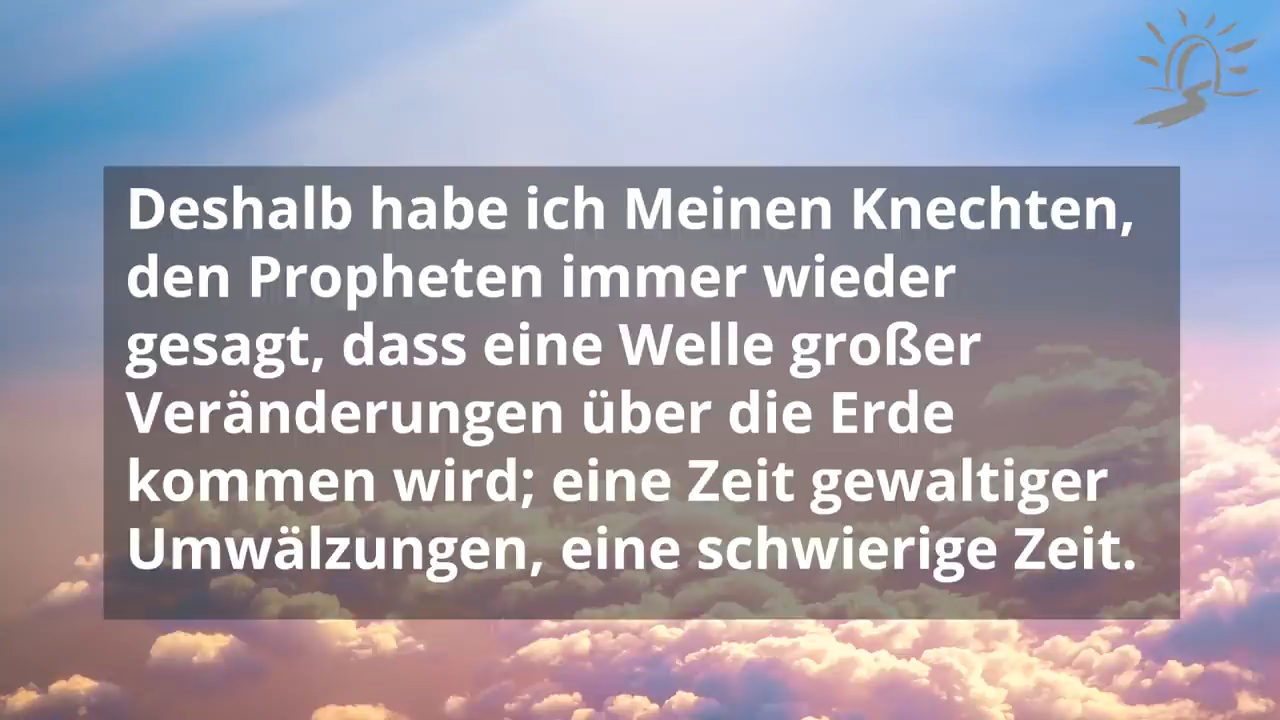 Deshalb habe ich Meinen Knechten,
den Propheten immer wieder
gesagt, dass eine Welle großer
Veränderungen über die Erde
kommen wird; eine Zeit gewaltiger
Umwälzungen, eine schwierige Zeit.